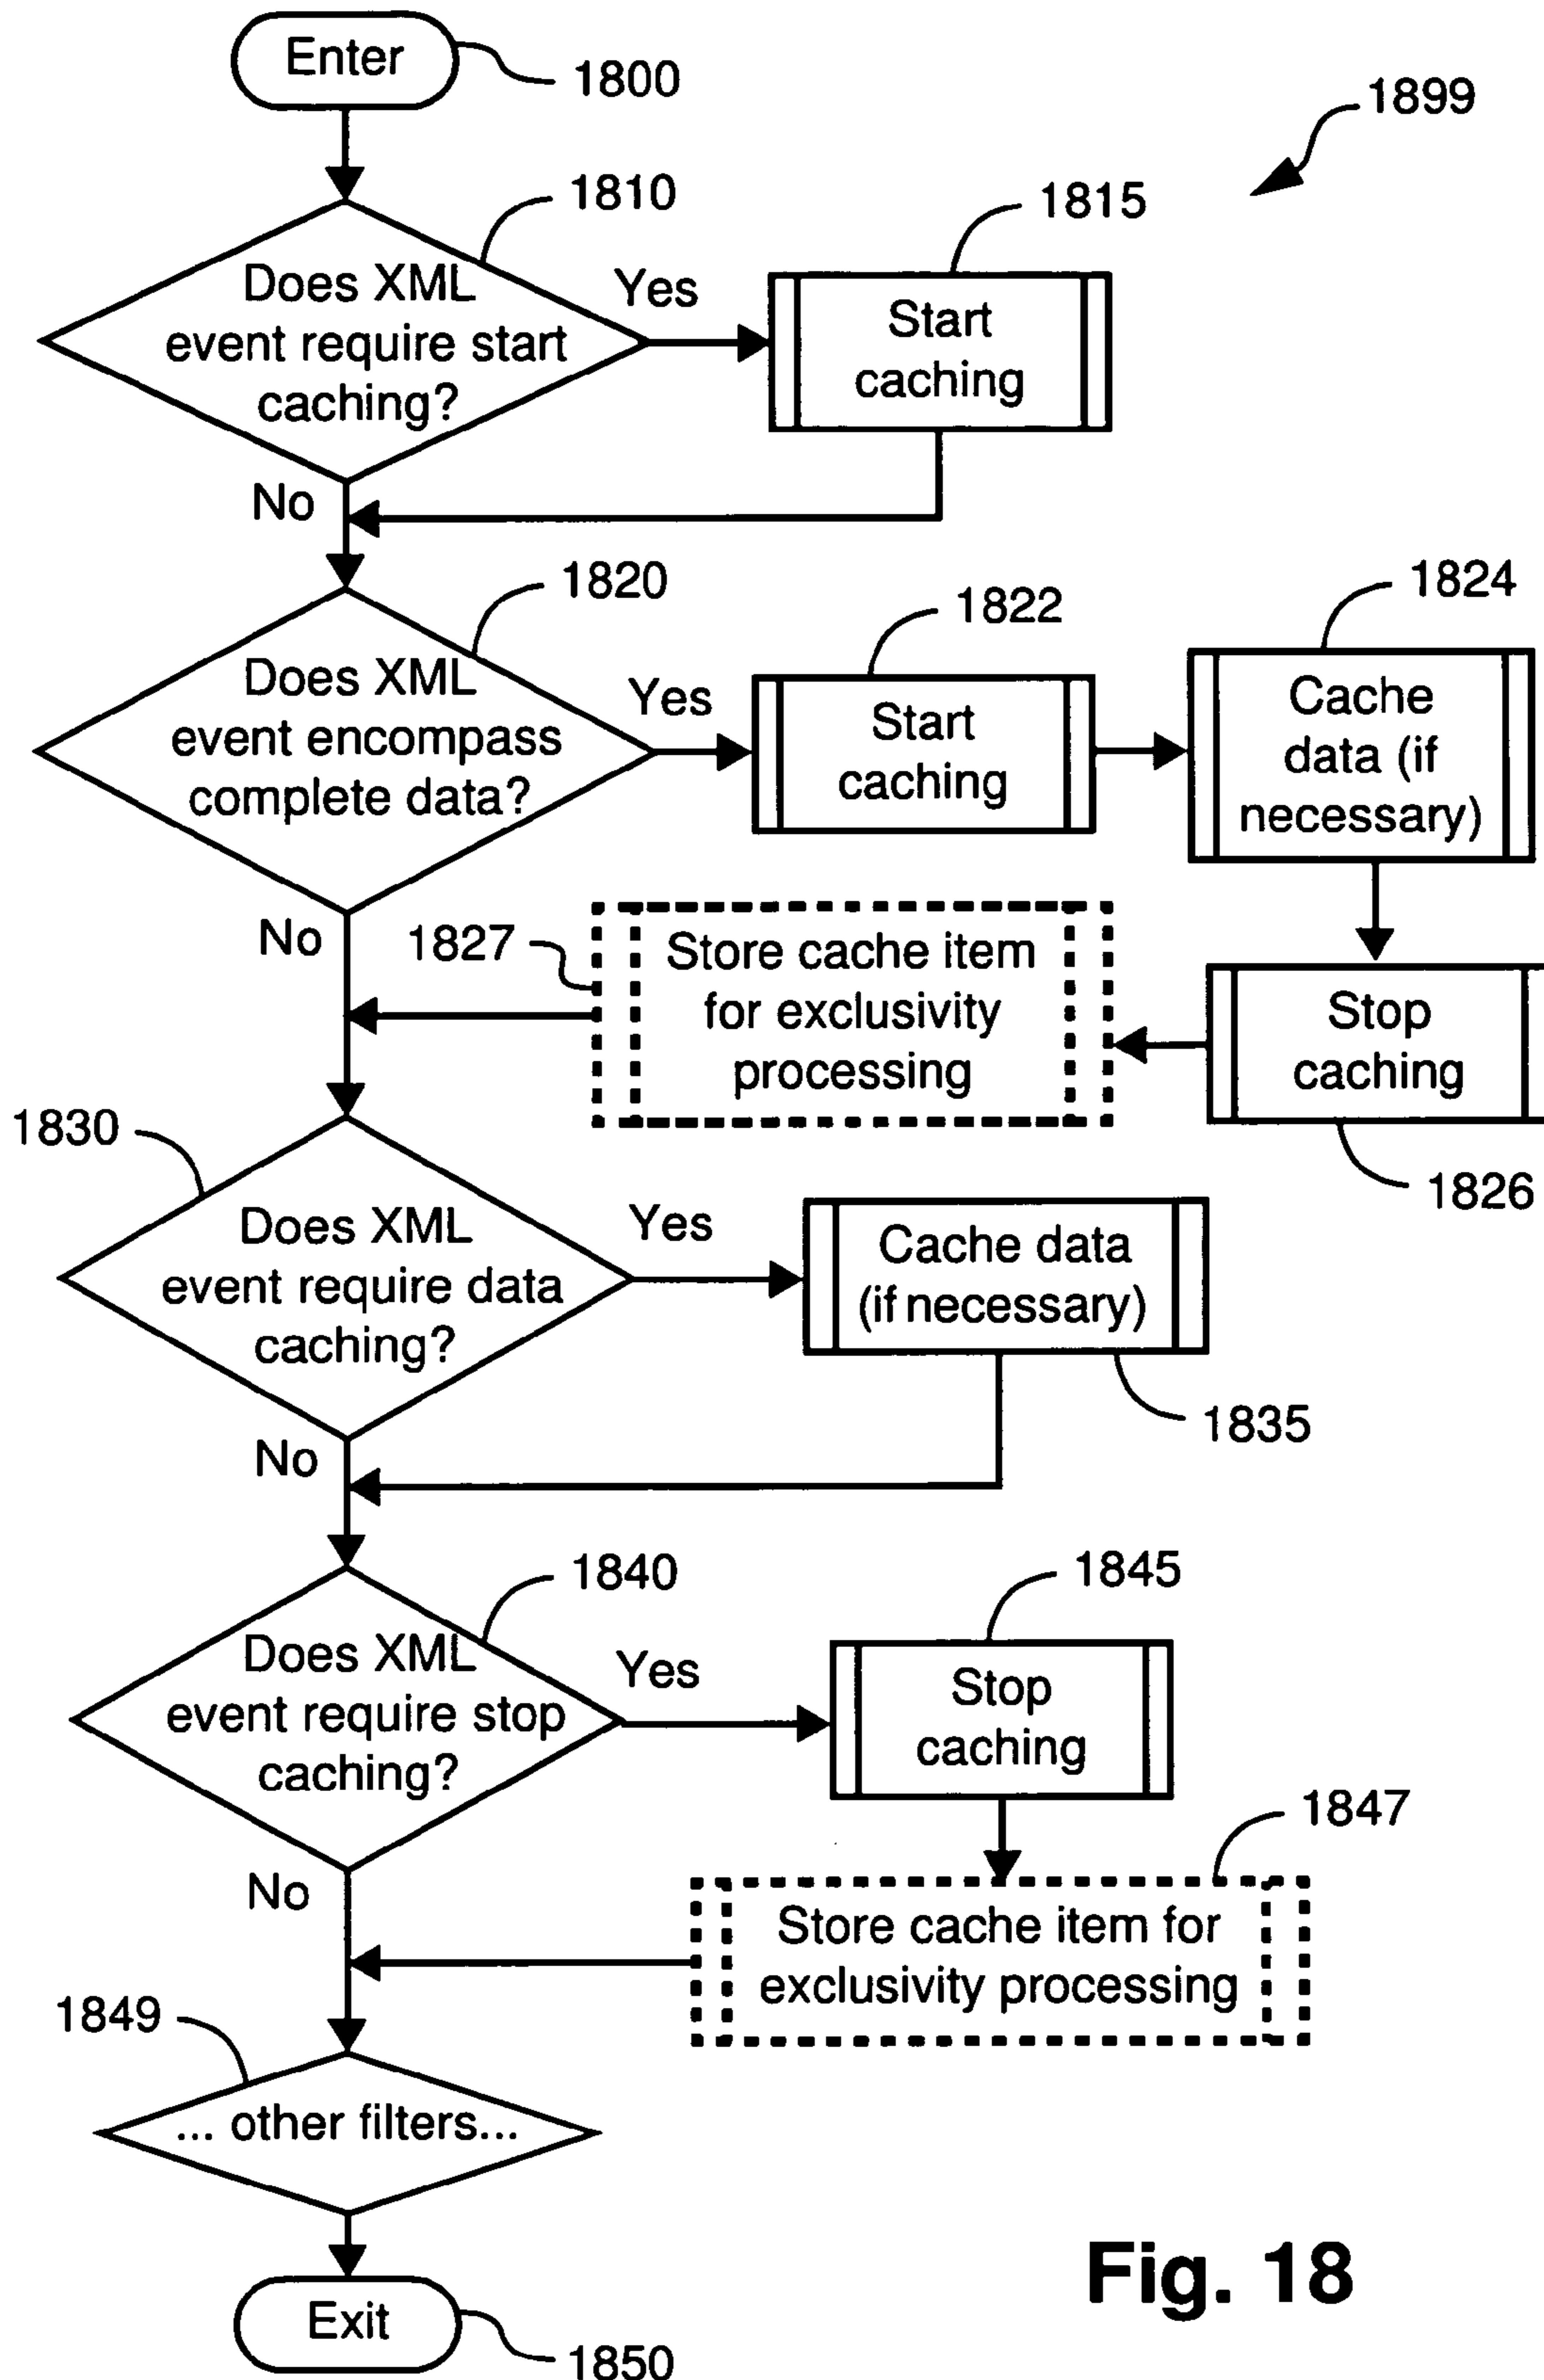 Enter
1800
1899
1810
1815
Does XML
event require start
caching?
Yes
Start
caching
No
1820
1822
1824
Does XML
event encompass
complete data?
Yes
Start
caching
Cache
data (if
necessary)
No
1827
Store cache item
for exclusivity
processing
Stop
caching
1826
1830
Does XML
event require data
caching?
Yes
Cache data
(if necessary)
1835
No
1840
1845
Does XML
event require stop
caching?
Yes
Stop
caching
1847
No
Store cache item for
exclusivity processing
1849
... other filters...
Exit
1850
Fig. 18